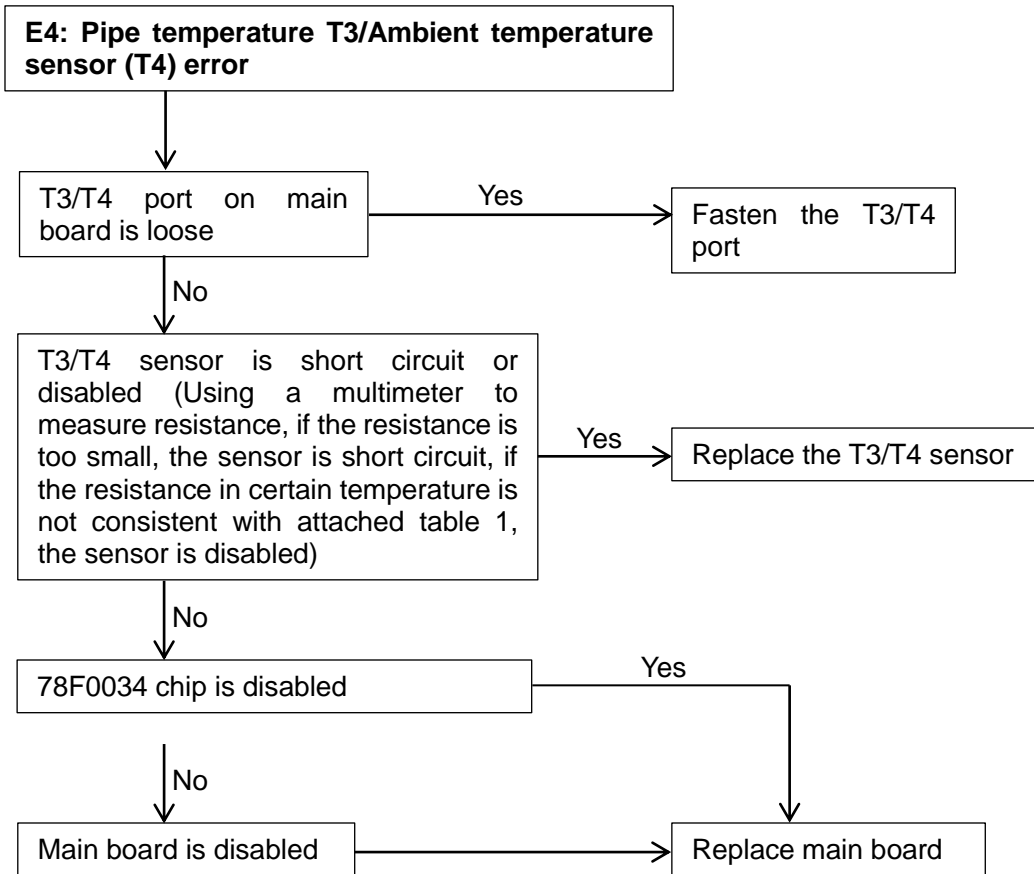 E4: Pipe temperature T3/Ambient temperature
sensor (T4) error
T3/T4 port on main
board is loose
Yes
Fasten the T3/T4
port
No
T3/T4 sensor is short circuit or
disabled (Using a multimeter to
measure resistance, if the resistance is
too small, the sensor is short circuit, if
the resistance in certain temperature is
not consistent with attached table 1,
the sensor is disabled)
Yes
Replace the T3/T4 sensor
No
78F0034 chip is disabled
Yes
No
Main board is disabled
Replace main board